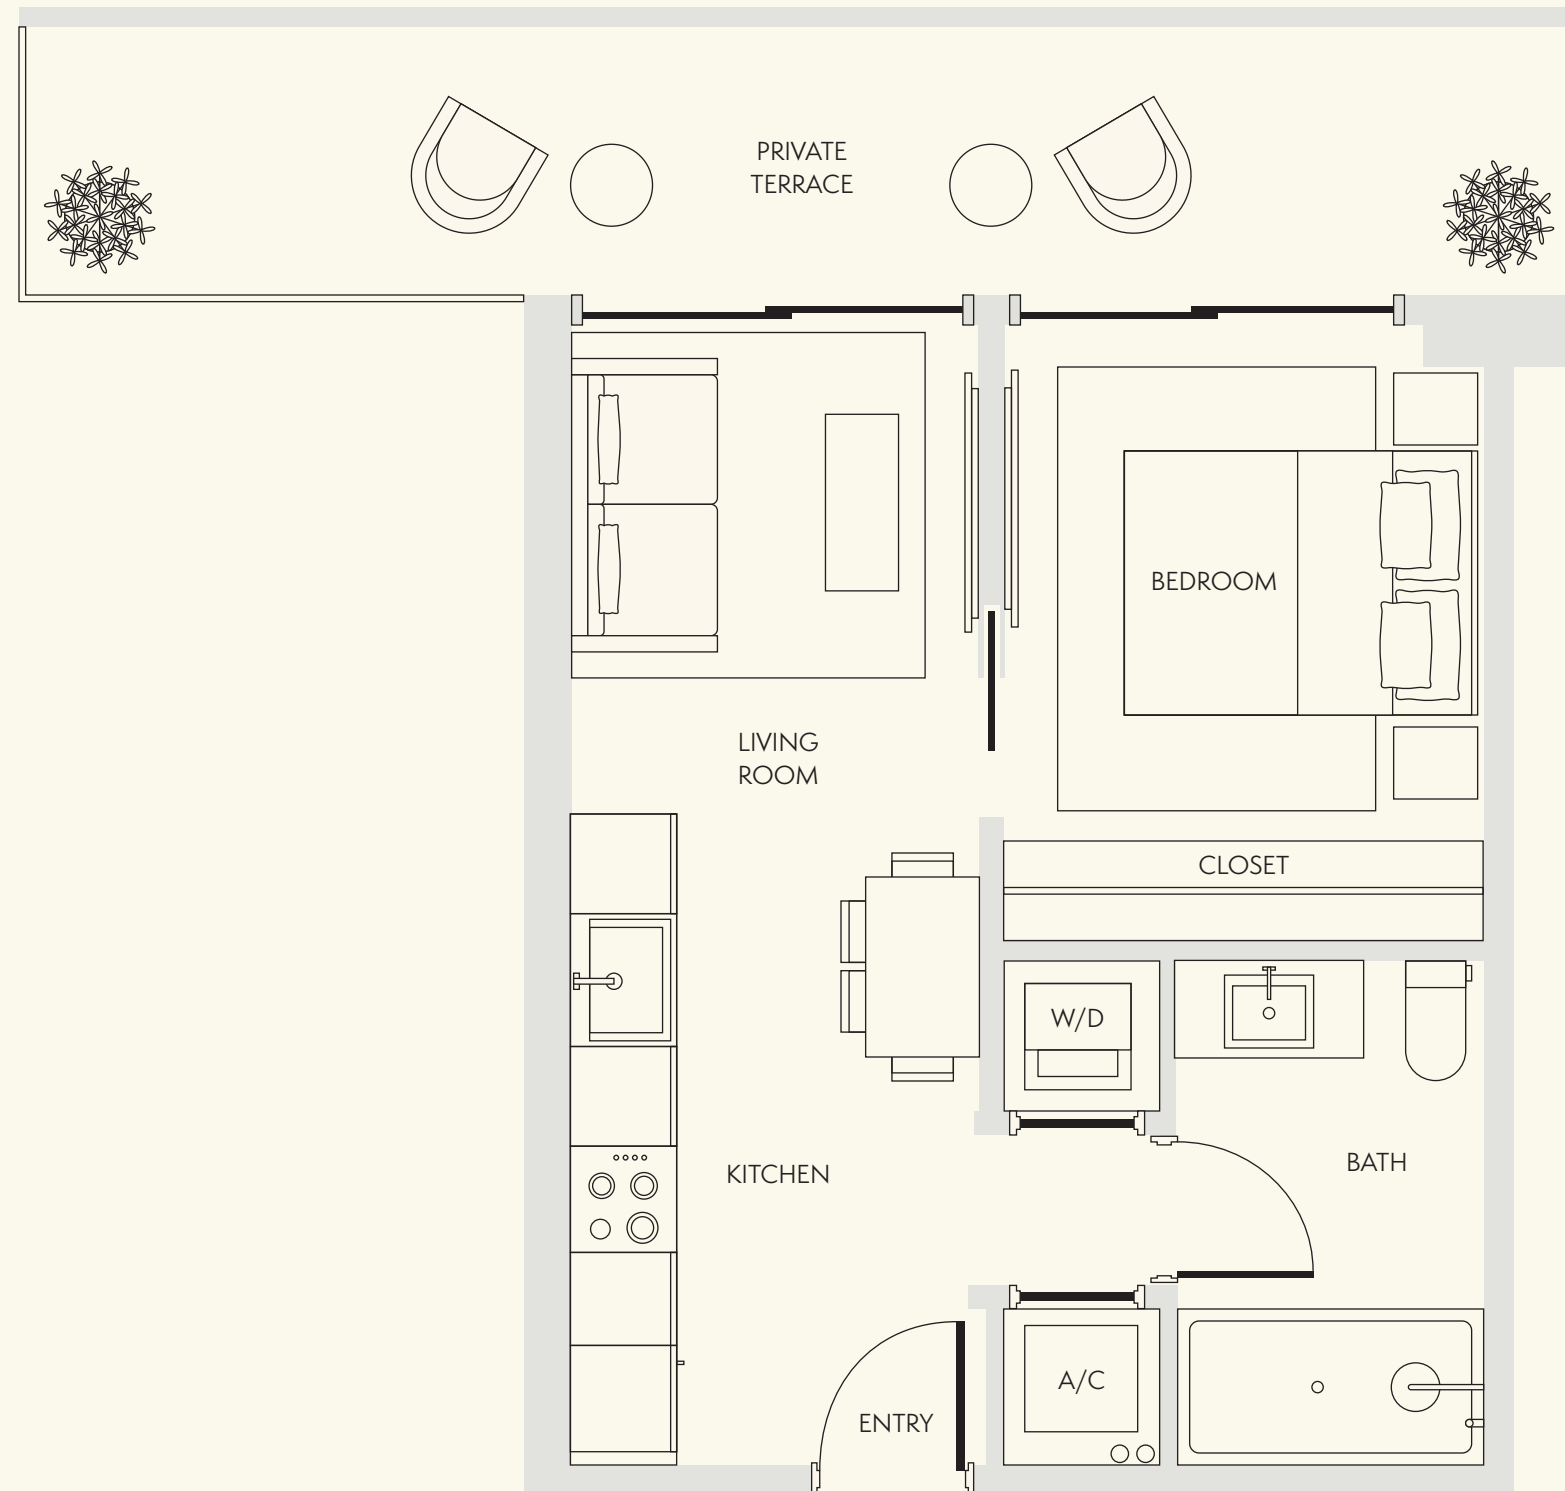 PRIVATE
TERRACE
BEDROOM
LIVING
ROOM
CLOSET
W/D
KITCHEN
BATH
A/C
ENTRY